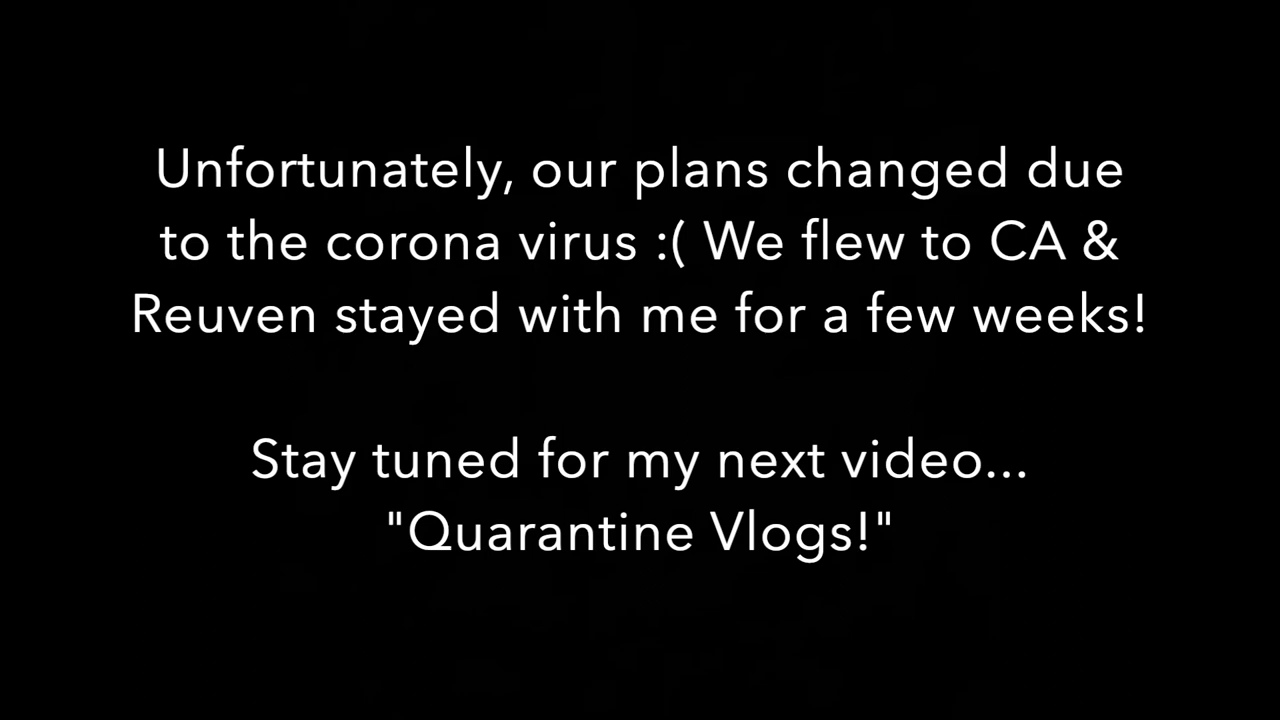 Unfortunately, our plans changed due
to the corona virus :( We flew to CA &
Reuven stayed with me for a few weeks!
Stay tuned for my next video...
"Quarantine Vlogs!"